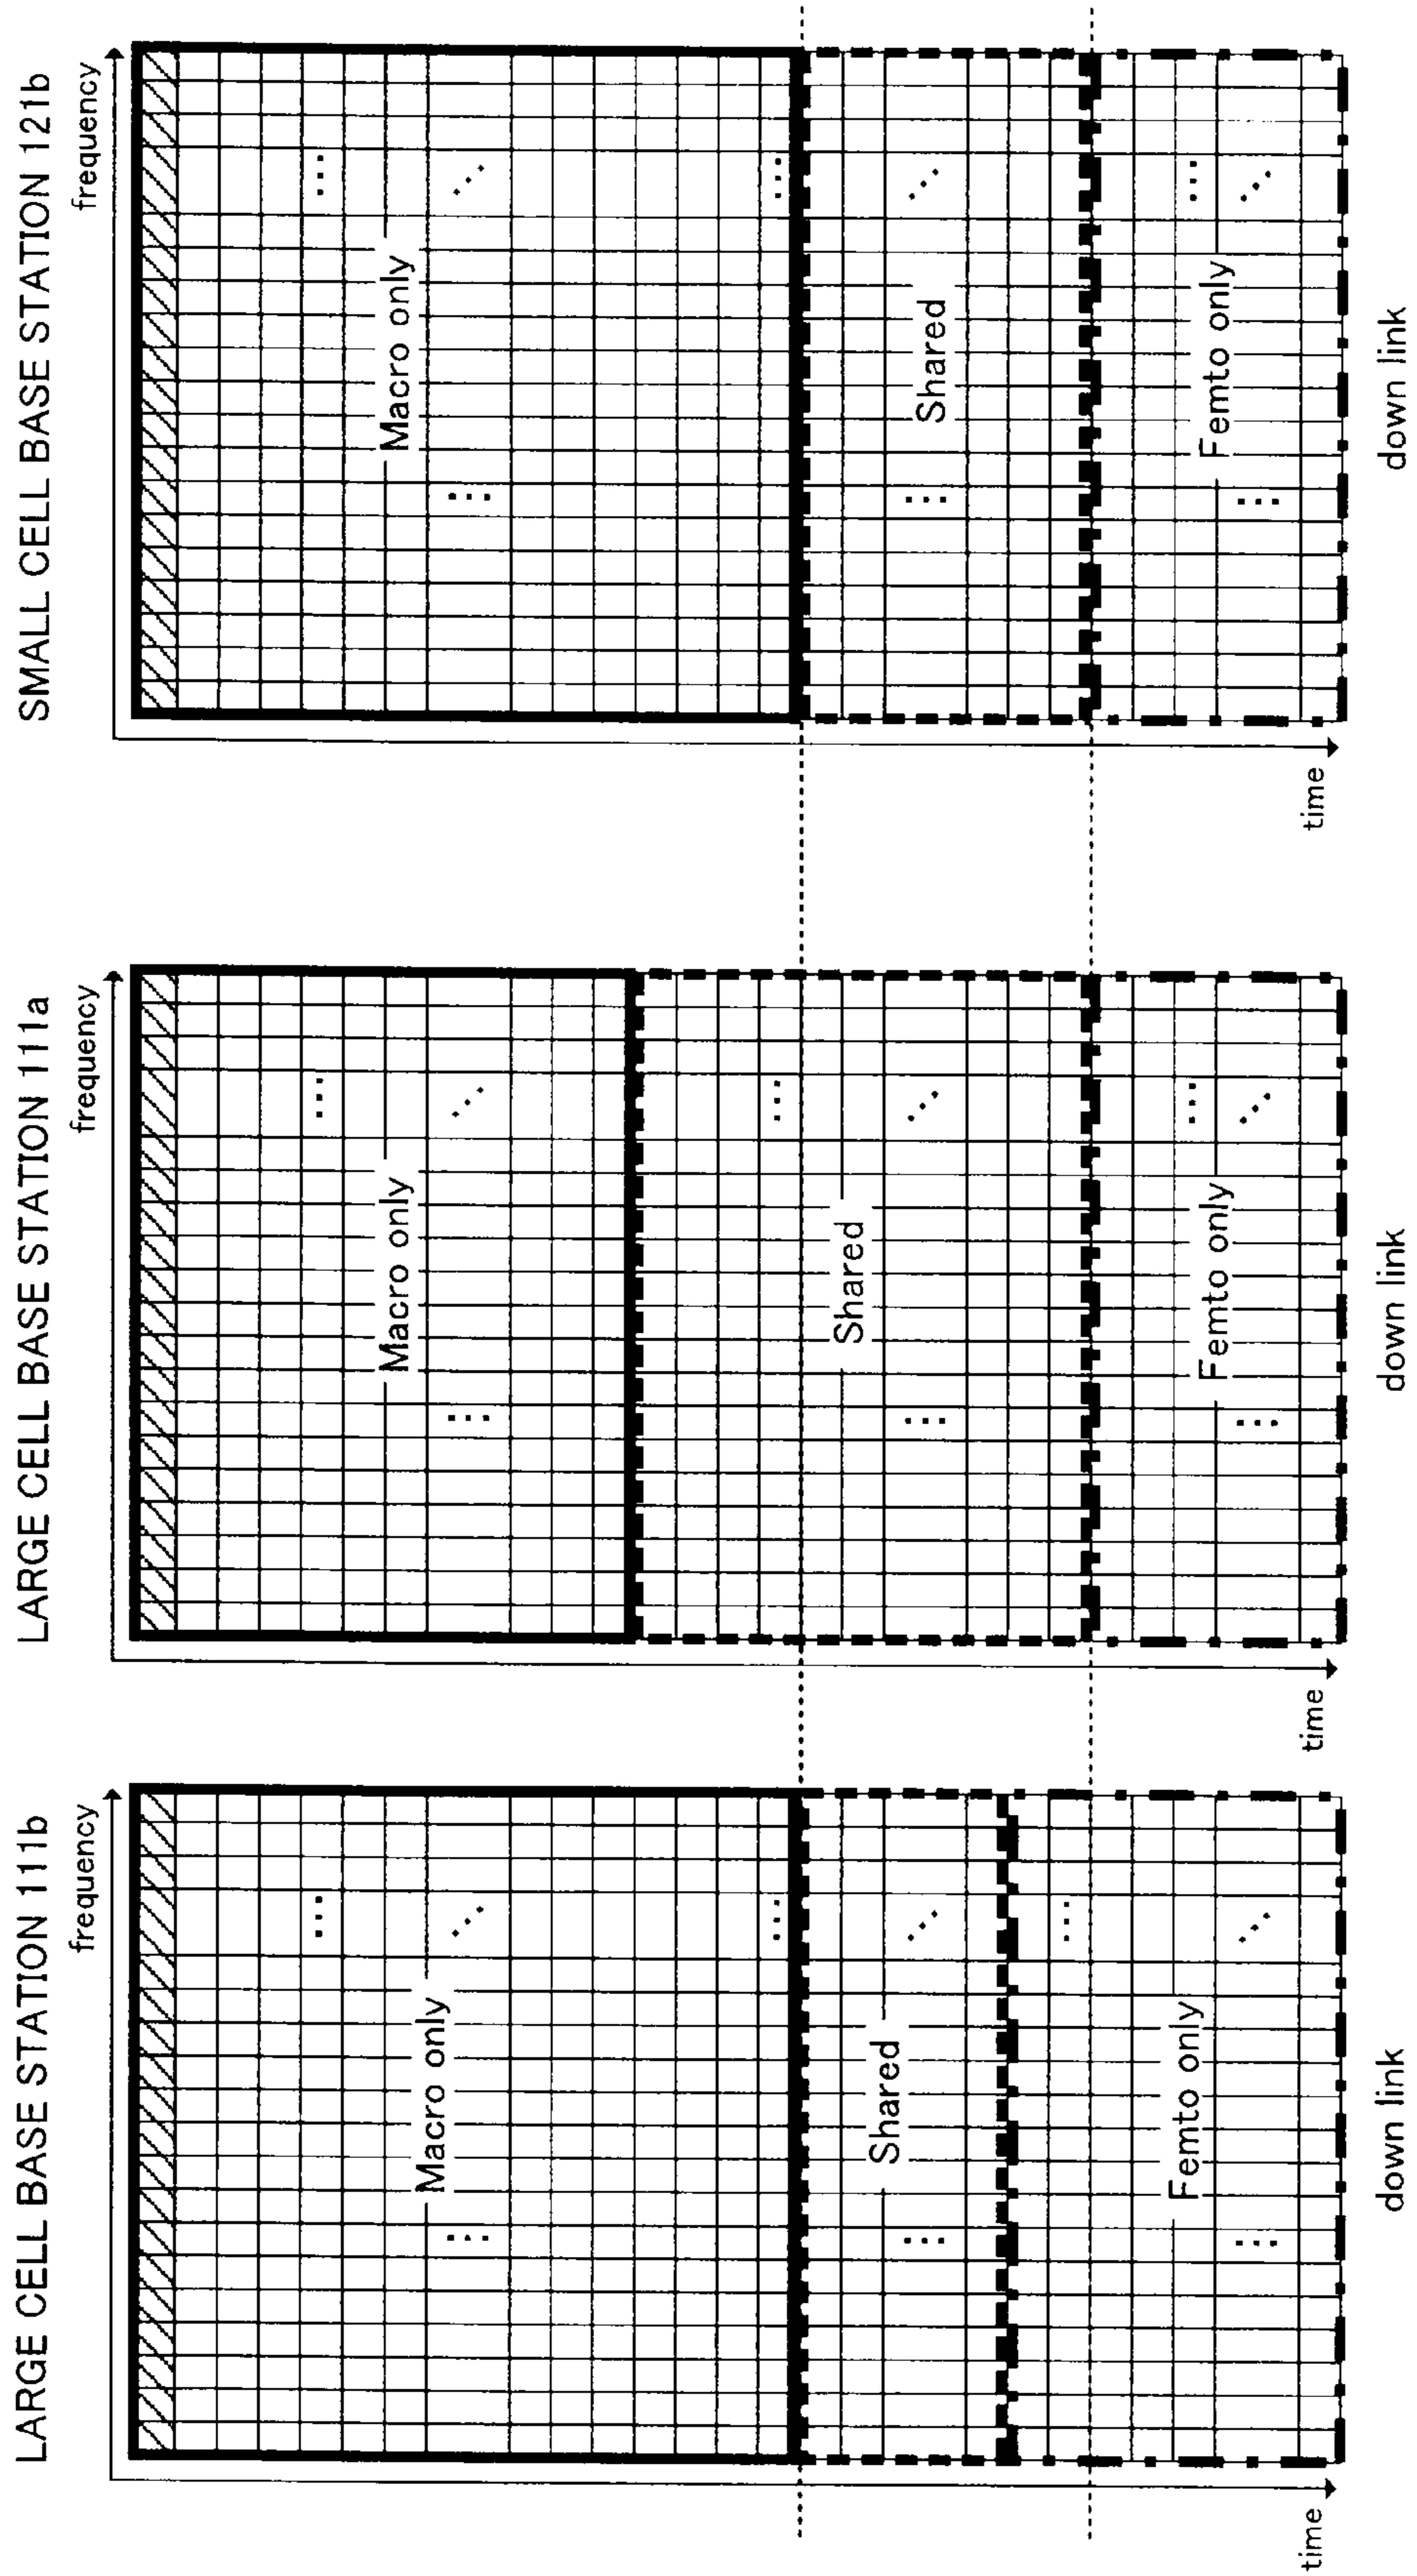 LARGE CELL BASE STATION 111b
frequency
Macro only
Shared
Femto only
time
down link
LARGE CELL BASE STATION 111a
frequency
Macro only
Shared
Femto only
time
down link
SMALL CELL BASE STATION 121b
frequency
Macro only
Shared
Femto only
time
down link